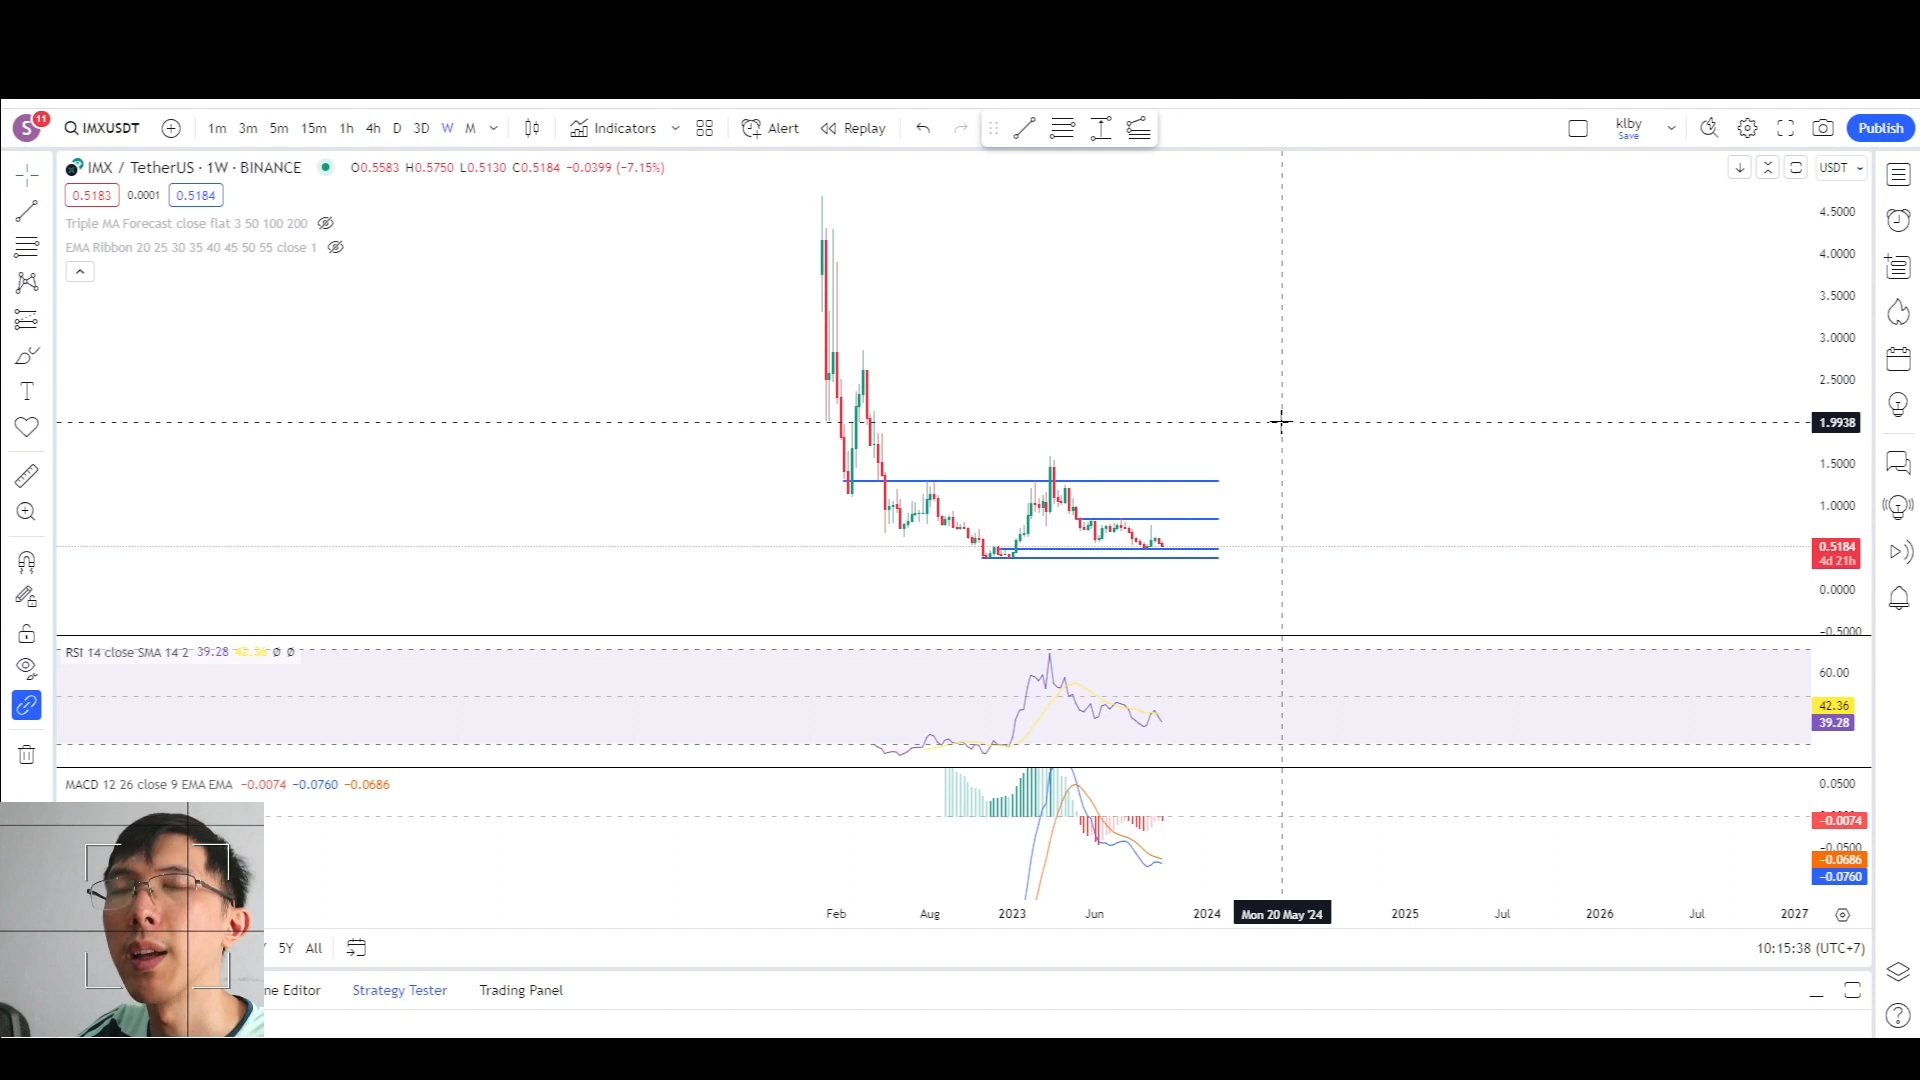 S 11 IMXUSDT 1m 3m 5m 15m 1h 4h D 3D W M Indicators Alert Replay klby Save Publish
IMX / TetherUS · 1W · BINANCE O0.5583 H0.5750 L0.5130 C0.5184 −0.0399 (−7.15%) USDT
0.5183 0.0001 0.5184
Triple MA Forecast close flat 3 50 100 200
EMA Ribbon 20 25 30 35 40 45 50 55 close 1
4.5000
4.0000
3.5000
3.0000
2.5000
1.9938
1.5000
1.0000
0.5184
4d 21h
0.0000
−0.5000
RSI 14 close SMA 14 2 39.28 42.36 Ø Ø
60.00
42.36
39.28
MACD 12 26 close 9 EMA EMA −0.0074 −0.0760 −0.0686
0.0500
−0.0074
−0.0500
−0.0686
−0.0760
Feb Aug 2023 Jun 2024 Mon 20 May '24 2025 Jul 2026 Jul 2027
5Y All 10:15:38 (UTC+7)
ne Editor Strategy Tester Trading Panel